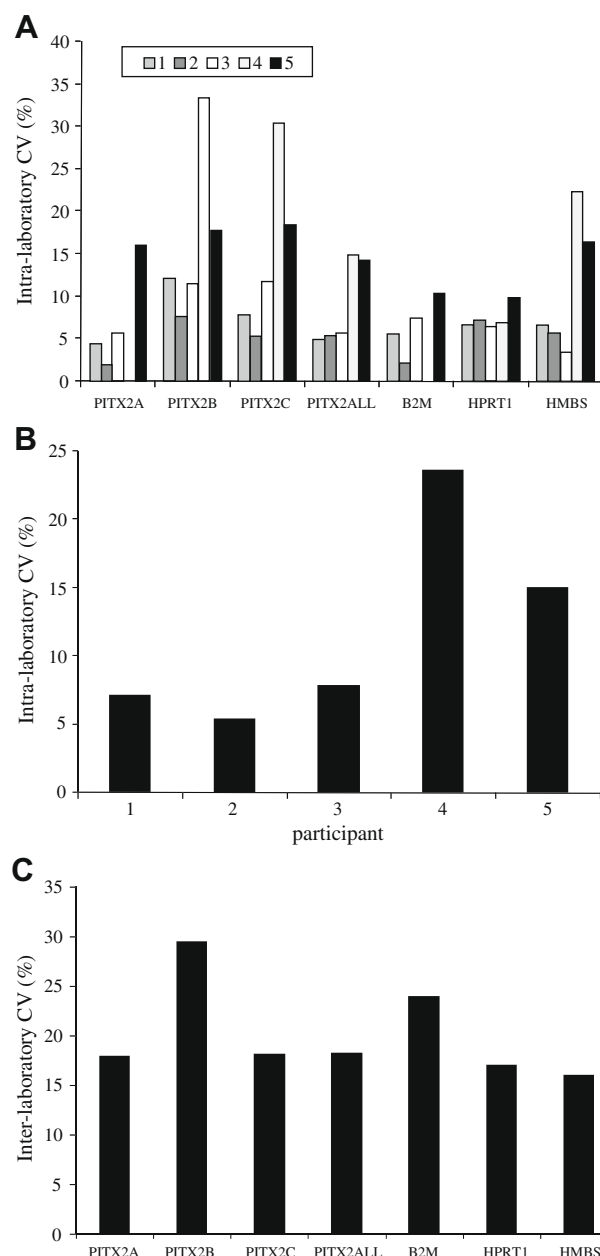 A
40
35
30
25
20
15
10
5
0
Intra-laboratory CV (%)
1 2 3 4 5
PITX2A PITX2B PITX2C PITX2ALL B2M HPRT1 HMBS
B
25
20
15
10
5
0
Intra-laboratory CV (%)
1 2 3 4 5
participant
C
35
30
25
20
15
10
5
0
Inter-laboratory CV (%)
PITX2A PITX2B PITX2C PITX2ALL B2M HPRT1 HMBS